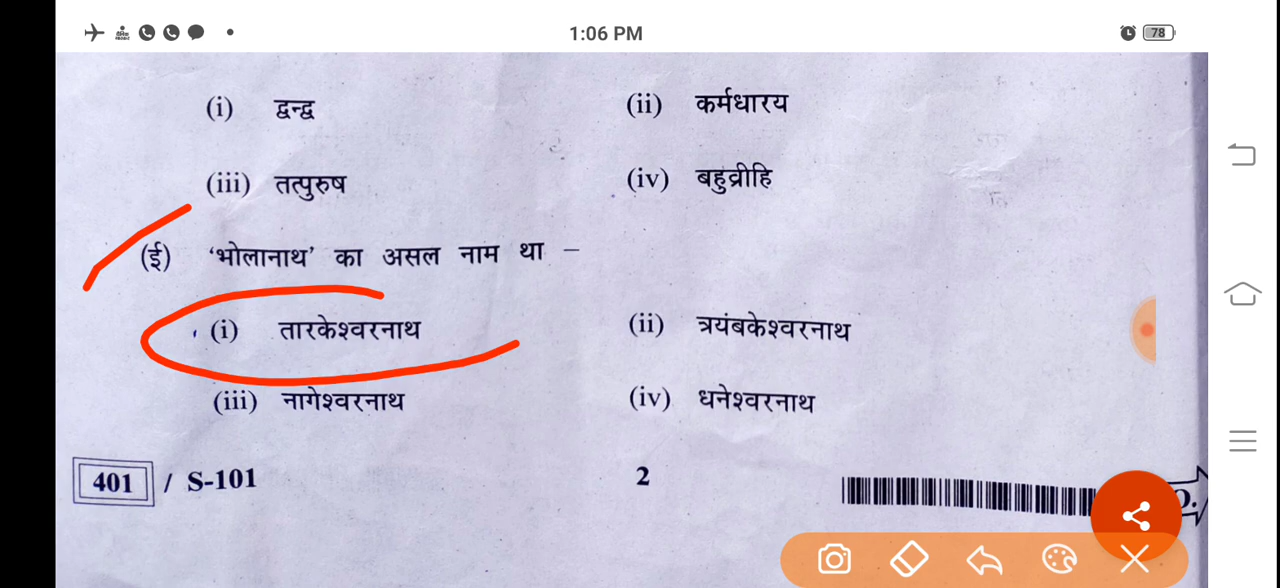 1:06 PM
78
(i) द्वन्द्व (ii) कर्मधारय
(iii) तत्पुरुष (iv) बहुव्रीहि
(ई) 'भोलानाथ' का असल नाम था –
(i) तारकेश्वरनाथ (ii) त्रयंबकेश्वरनाथ
(iii) नागेश्वरनाथ (iv) धनेश्वरनाथ
401 / S-101 2